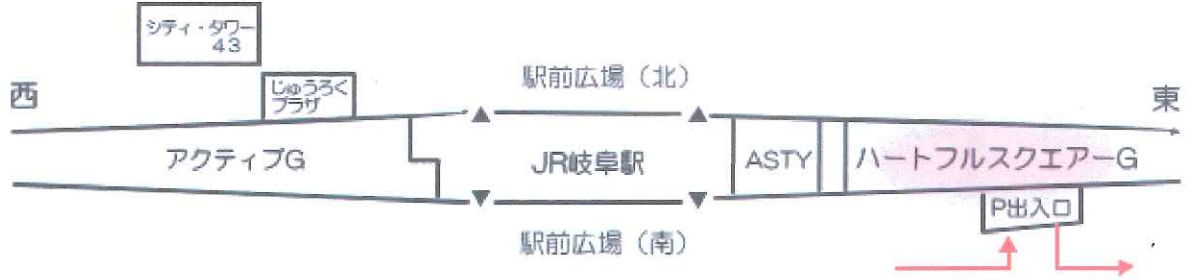 シティ・タワー
43
西
じゅうろく
プラザ
駅前広場（北）
東
アクティブG
JR岐阜駅
ASTY
ハートフルスクエアーG
P出入口
駅前広場（南）